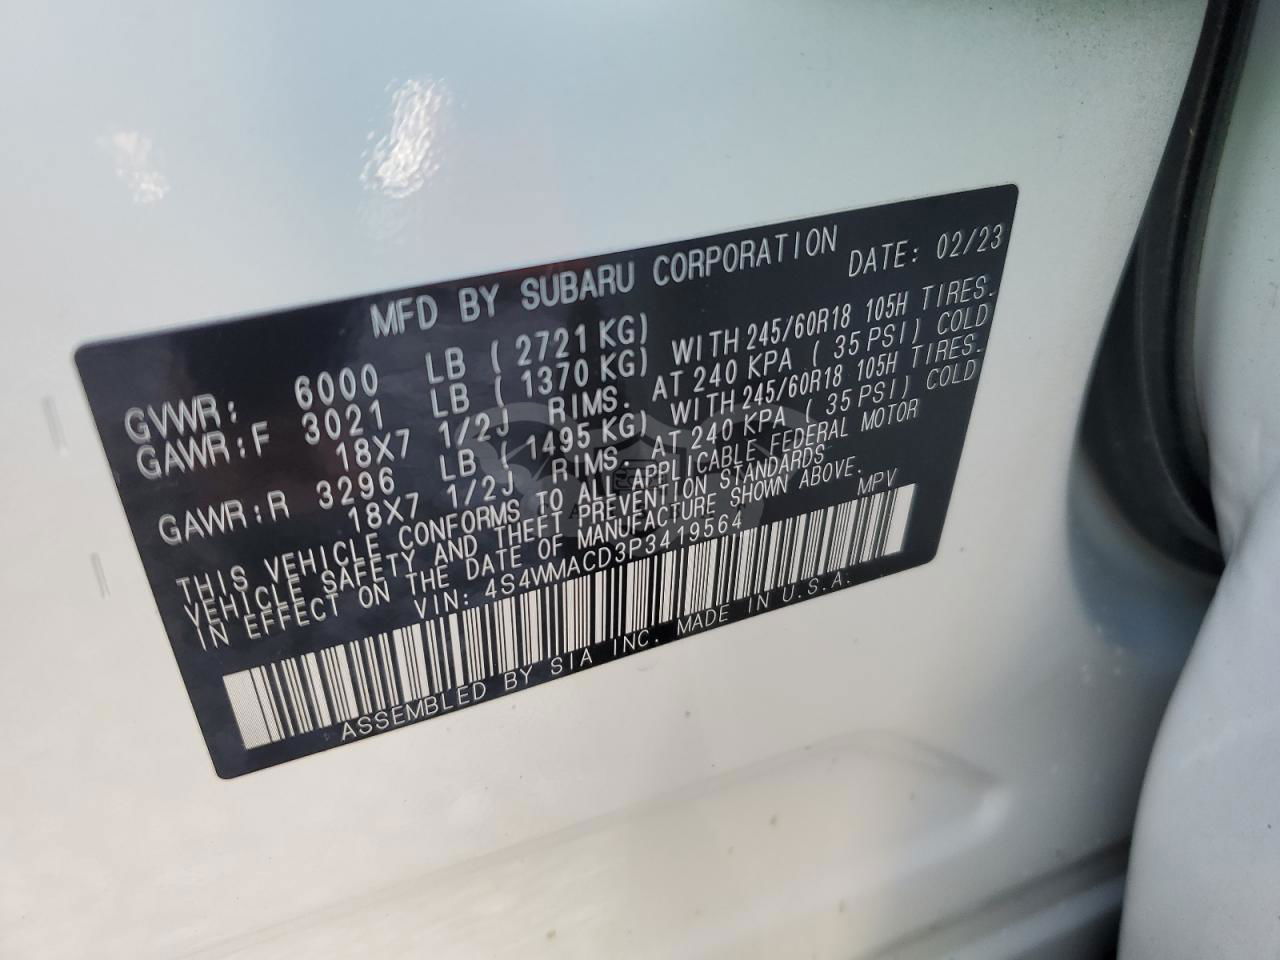 MFD BY SUBARU CORPORATION DATE: 02/23
GVWR: 6000 LB ( 2721 KG)
GAWR:F 3021 LB ( 1370 KG) WITH 245/60R18 105H TIRES.
18X7 1/2J RIMS. AT 240 KPA ( 35 PSI) COLD
GAWR:R 3296 LB ( 1495 KG) WITH 245/60R18 105H TIRES.
18X7 1/2J RIMS. AT 240 KPA ( 35 PSI) COLD
THIS VEHICLE CONFORMS TO ALL APPLICABLE FEDERAL MOTOR
VEHICLE SAFETY AND THEFT PREVENTION STANDARDS
IN EFFECT ON THE DATE OF MANUFACTURE SHOWN ABOVE.
VIN: 4S4WMACD3P3419564 MPV
ASSEMBLED BY SIA INC. MADE IN U.S.A.